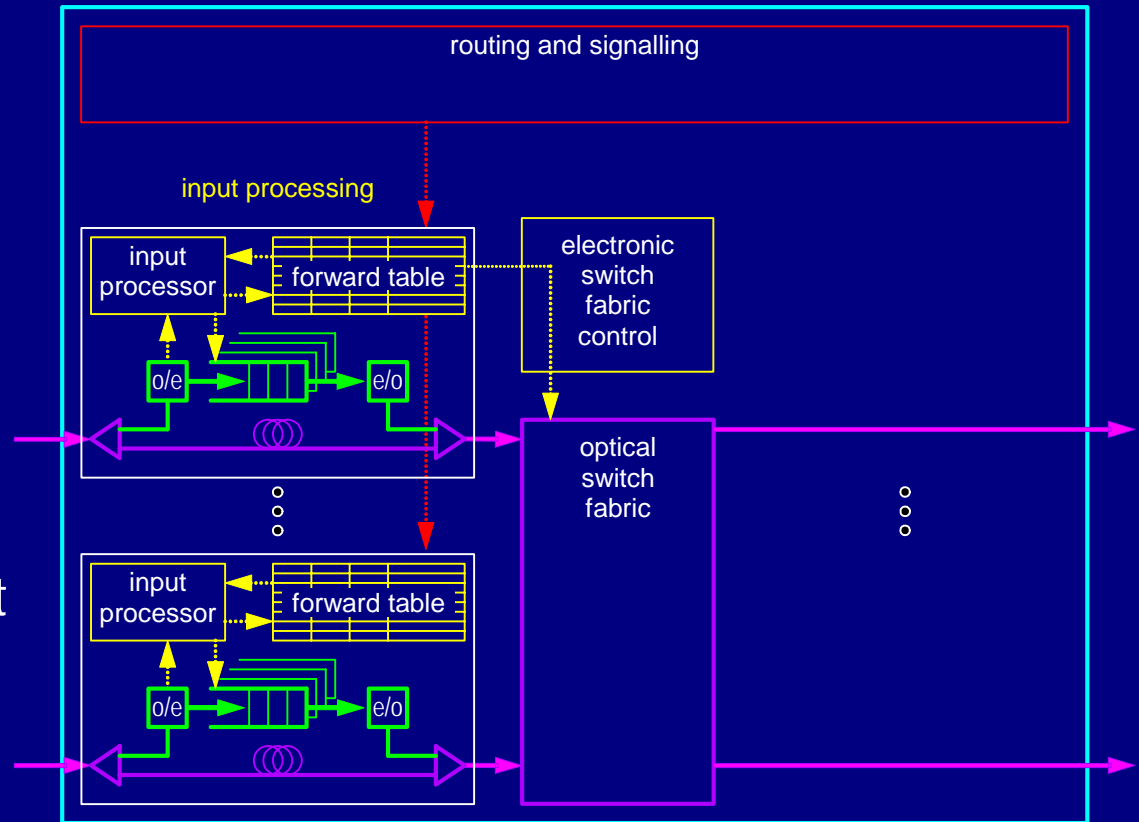 routing and signalling
input processing
input
processor
forward table
electronic
switch
fabric
control
o/e
e/o
optical
switch
fabric
t
input
processor
forward table
o/e
e/o